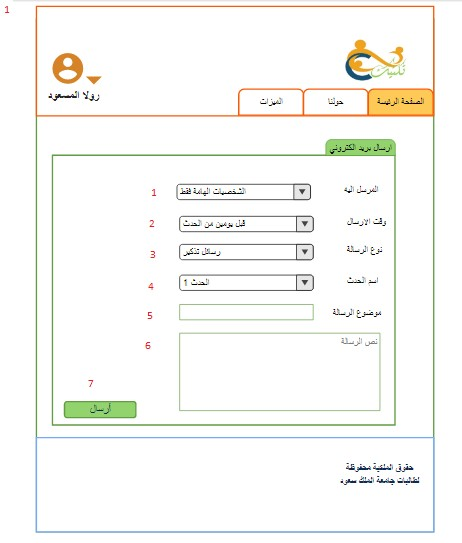 1
فلسيان
رولا المسعود
الصفحة الرئيسة
حولنا
الميزات
ارسال بريد الكتروني
المرسل اليه
الشخصيات الهامة فقط
1
وقت الارسال
قبل يومين من الحدث
2
نوع الرسالة
رسائل تذكير
3
اسم الحدث
الحدث 1
4
موضوع الرسالة
5
نص الرسالة
6
7
أرسال
حقوق الملكية محفوظة
لطالبات جامعة الملك سعود